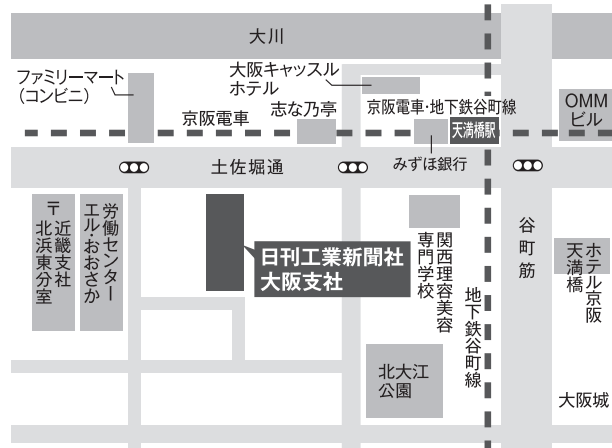 大川
ファミリーマート
（コンビニ）
大阪キャッスル
ホテル
京阪電車
志な乃亭
京阪電車・地下鉄谷町線
天満橋駅
OMM
ビル
みずほ銀行
土佐堀通
谷町筋
〒
近畿支社
北浜東分室
労働センター
エル・おおさか
日刊工業新聞社
大阪支社
関西理容美容
専門学校
地下鉄谷町線
ホテル京阪
天満橋
北大江
公園
大阪城